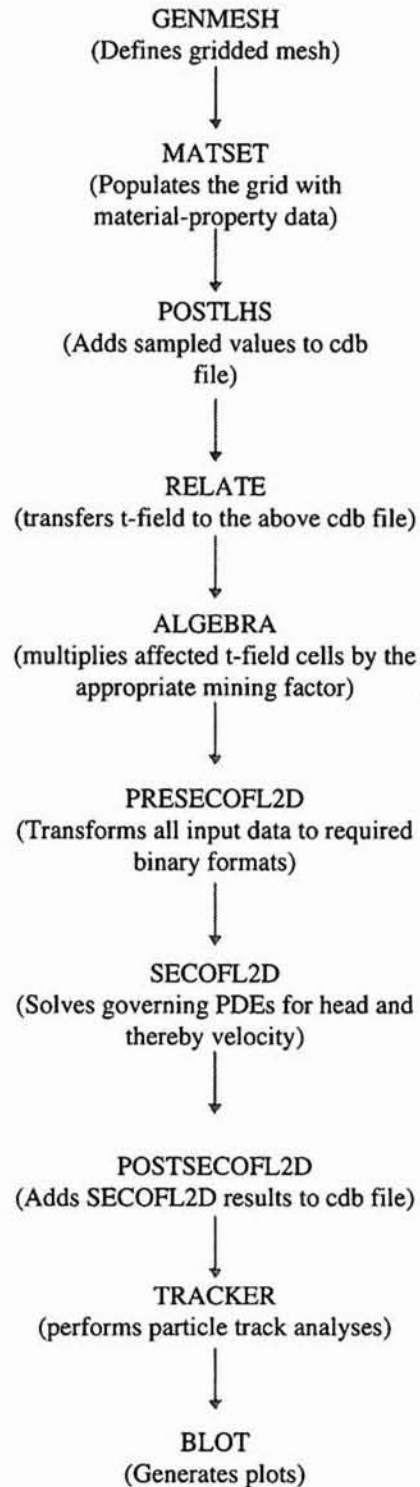 GENMESH
(Defines gridded mesh)
MATSET
(Populates the grid with
material-property data)
POSTLHS
(Adds sampled values to cdb
file)
RELATE
(transfers t-field to the above cdb file)
ALGEBRA
(multiplies affected t-field cells by the
appropriate mining factor)
PRESECOFL2D
(Transforms all input data to required
binary formats)
SECOFL2D
(Solves governing PDEs for head and
thereby velocity)
POSTSECOFL2D
(Adds SECOFL2D results to cdb file)
TRACKER
(performs particle track analyses)
BLOT
(Generates plots)